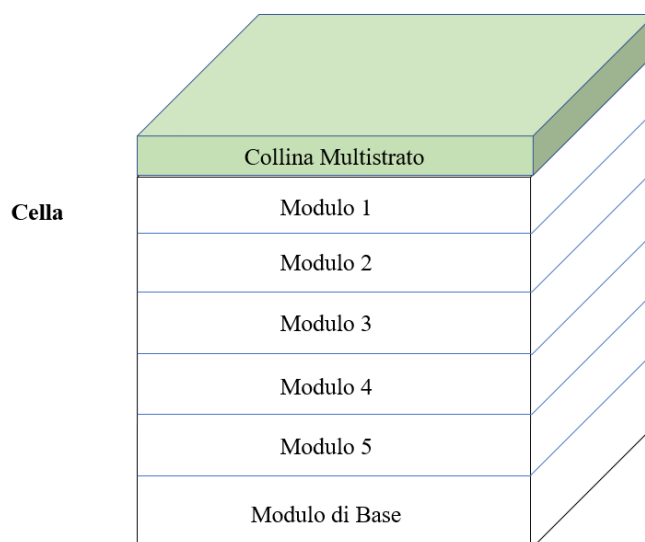 Collina Multistrato
Cella
Modulo 1
Modulo 2
Modulo 3
Modulo 4
Modulo 5
Modulo di Base